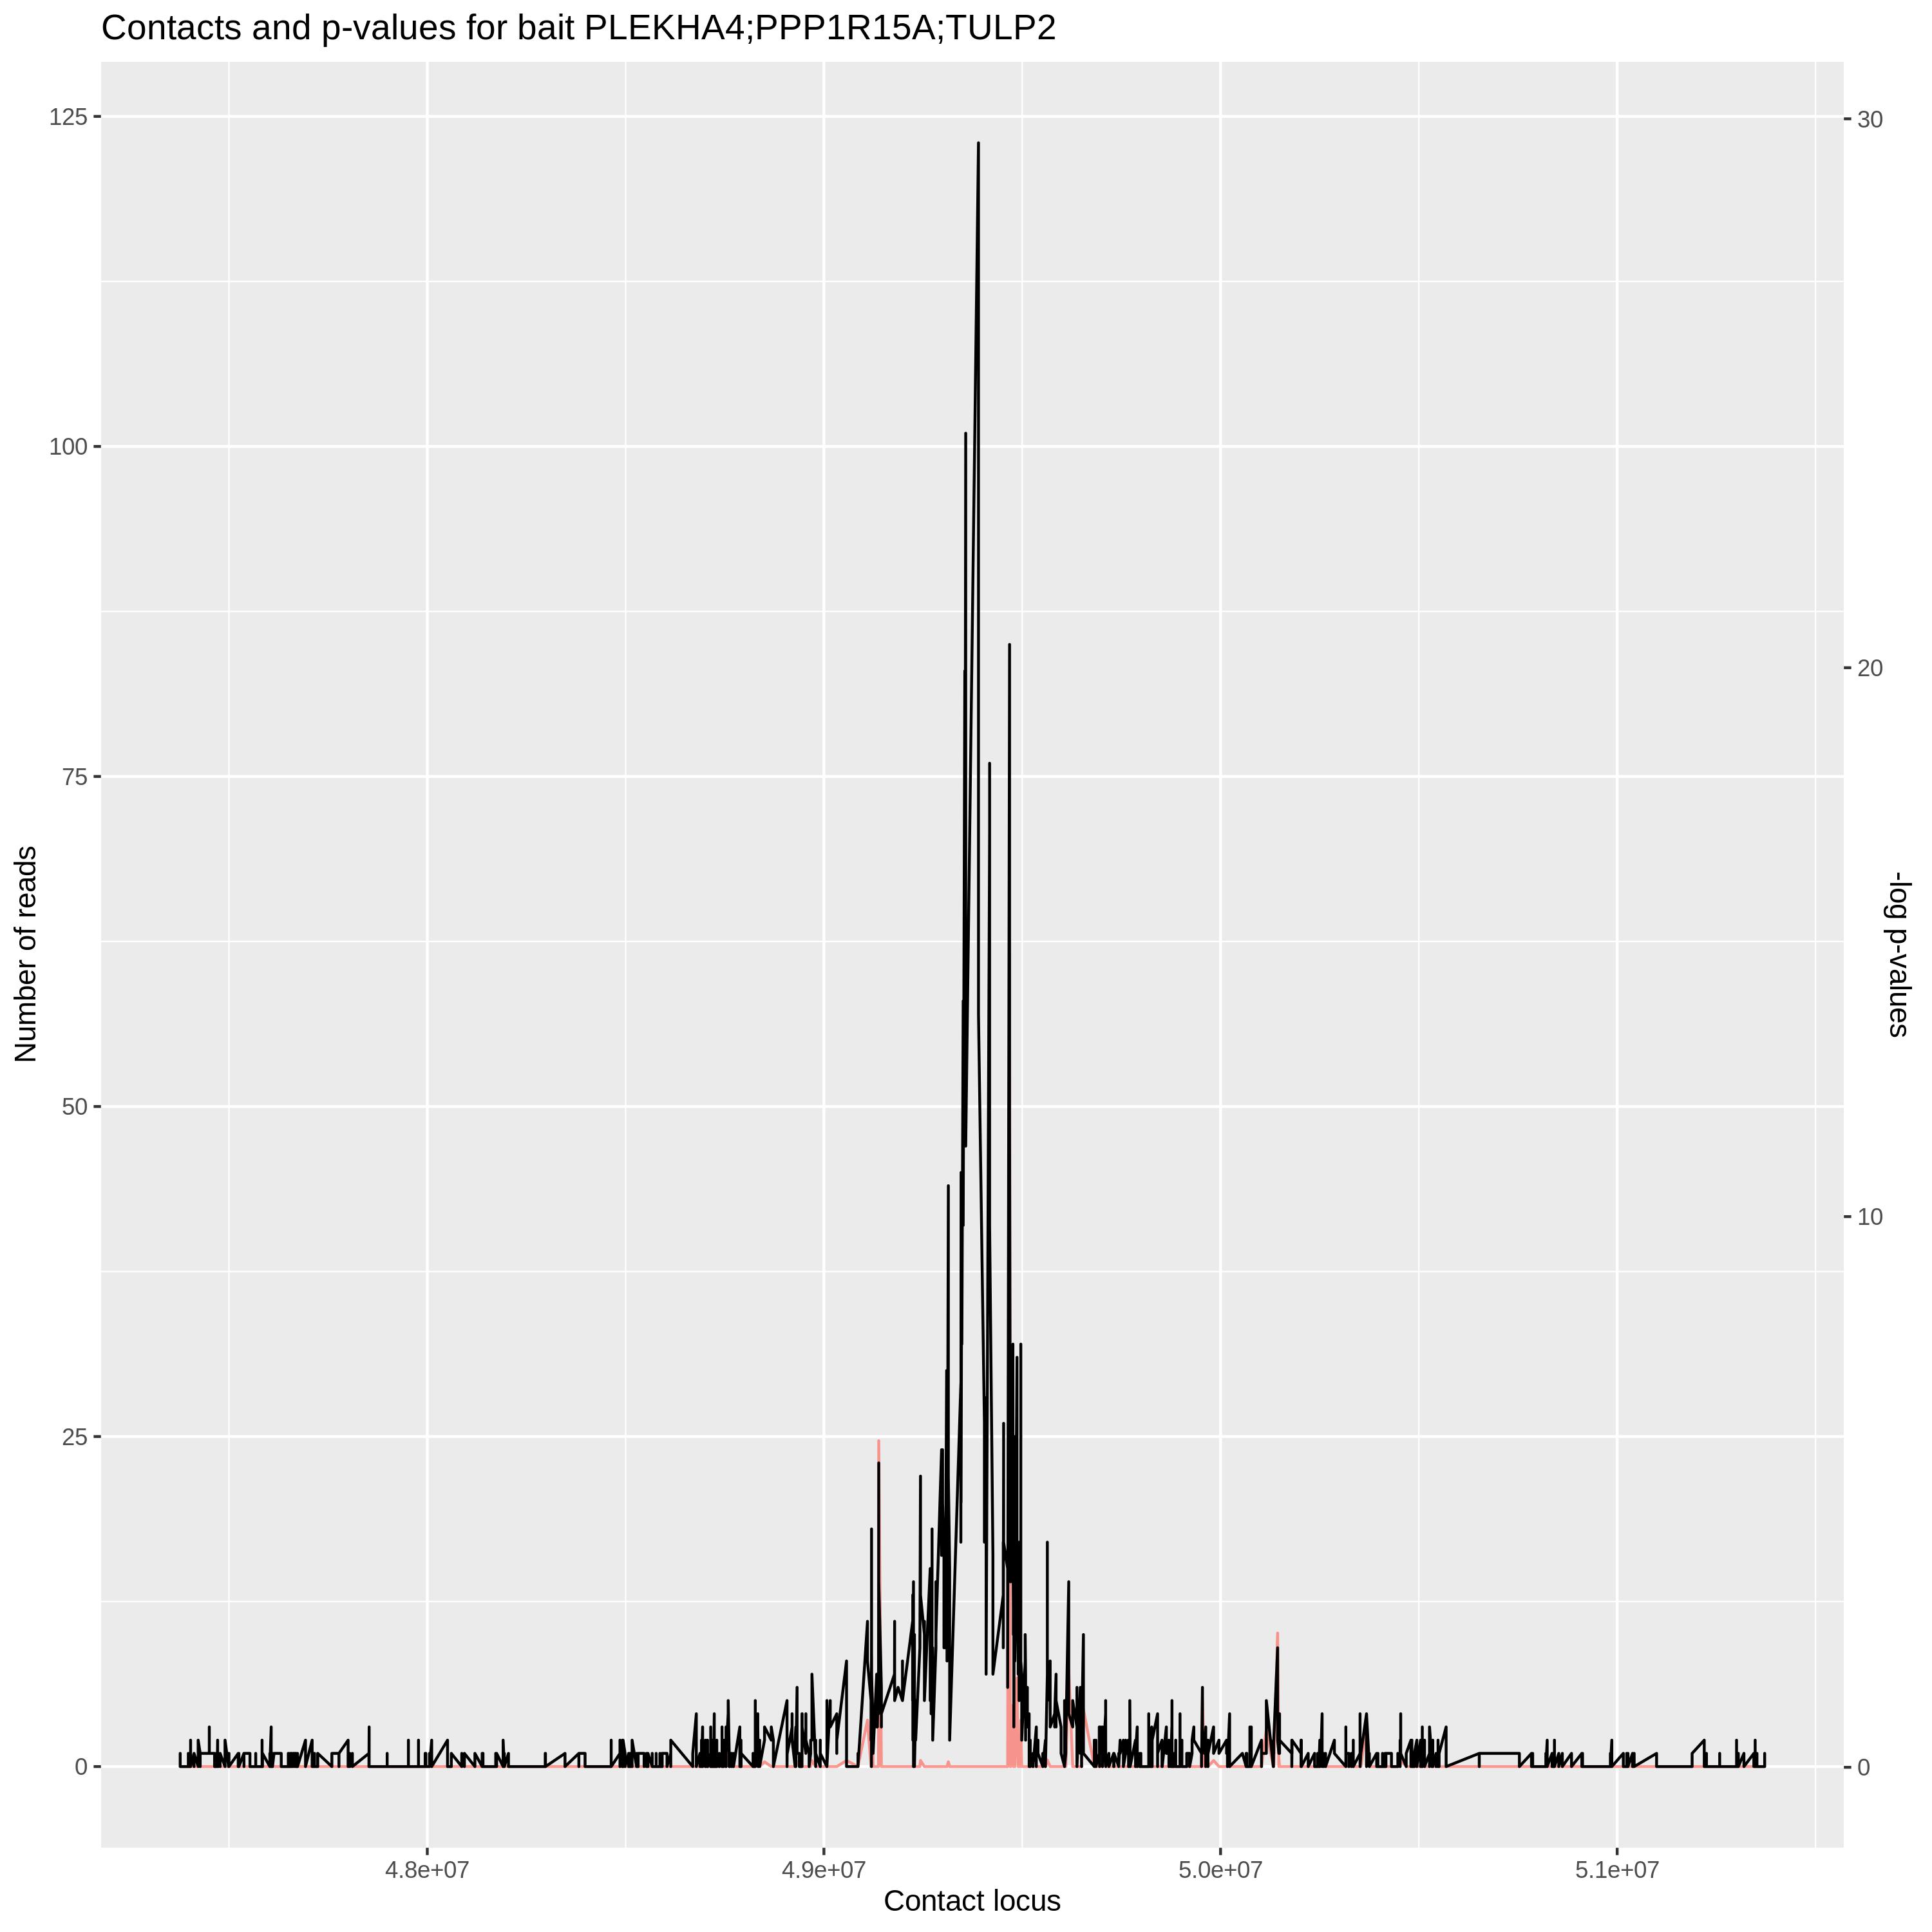 Contacts and p-values for bait PLEKHA4;PPP1R15A;TULP2
125
100
75
50
25
0
Number of reads
30
20
10
0
-log p-values
4.8e+07
4.9e+07
5.0e+07
5.1e+07
Contact locus